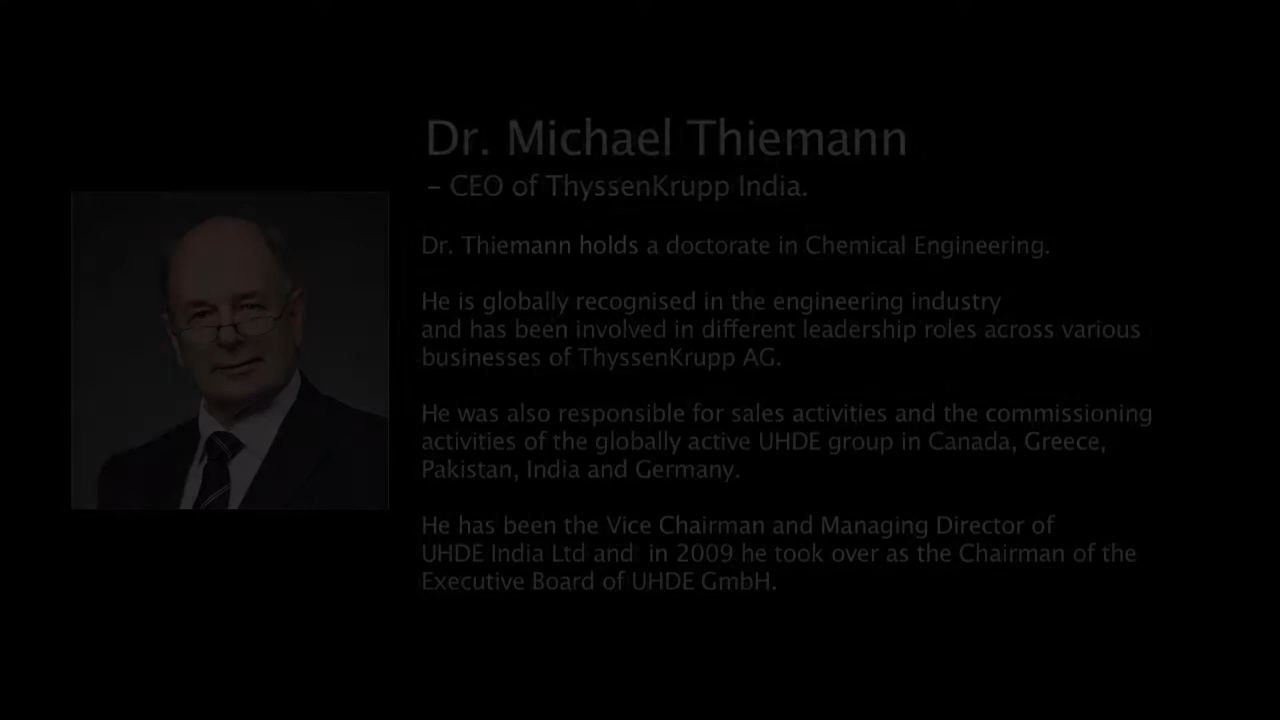 Dr. Michael Thiemann
– CEO of ThyssenKrupp India.
Dr. Thiemann holds a doctorate in Chemical Engineering.
He is globally recognised in the engineering industry
and has been involved in different leadership roles across various
businesses of ThyssenKrupp AG.
He was also responsible for sales activities and the commissioning
activities of the globally active UHDE group in Canada, Greece,
Pakistan, India and Germany.
He has been the Vice Chairman and Managing Director of
UHDE India Ltd and  in 2009 he took over as the Chairman of the
Executive Board of UHDE GmbH.